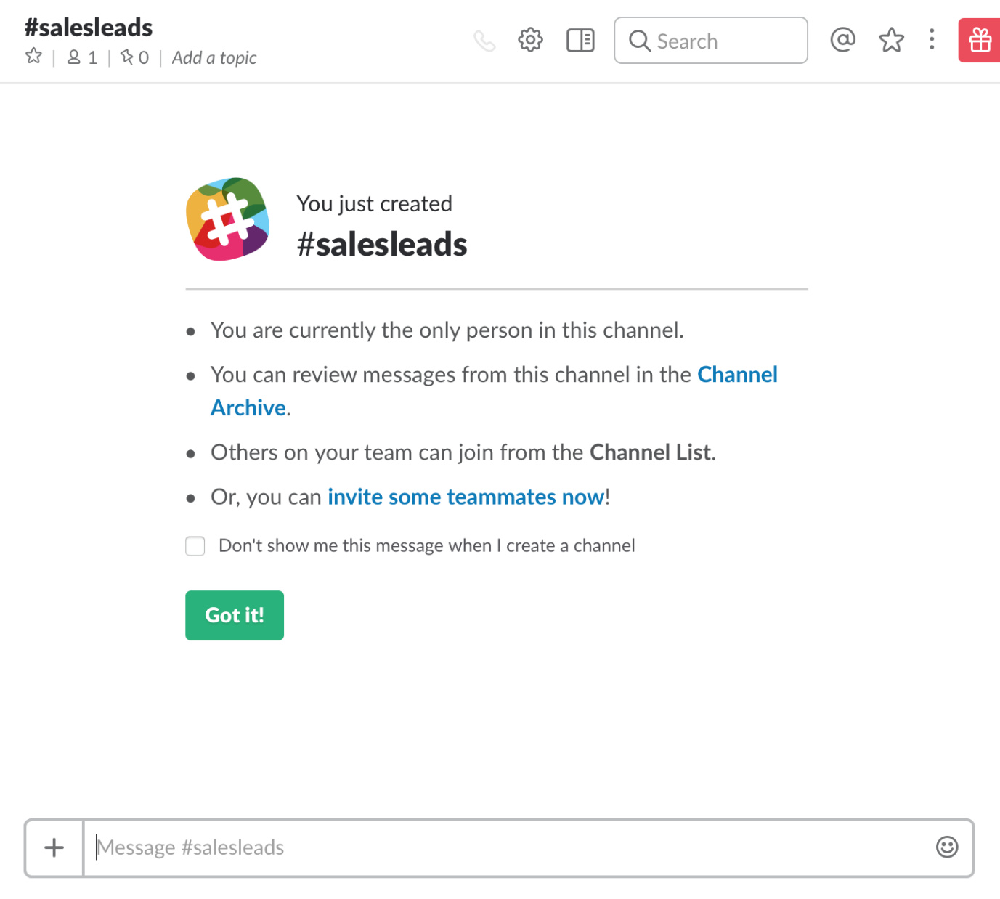 #salesleads
1 | 0 | Add a topic
Search
You just created
#salesleads
• You are currently the only person in this channel.
• You can review messages from this channel in the Channel
Archive.
• Others on your team can join from the Channel List.
• Or, you can invite some teammates now!
Don't show me this message when I create a channel
Got it!
Message #salesleads